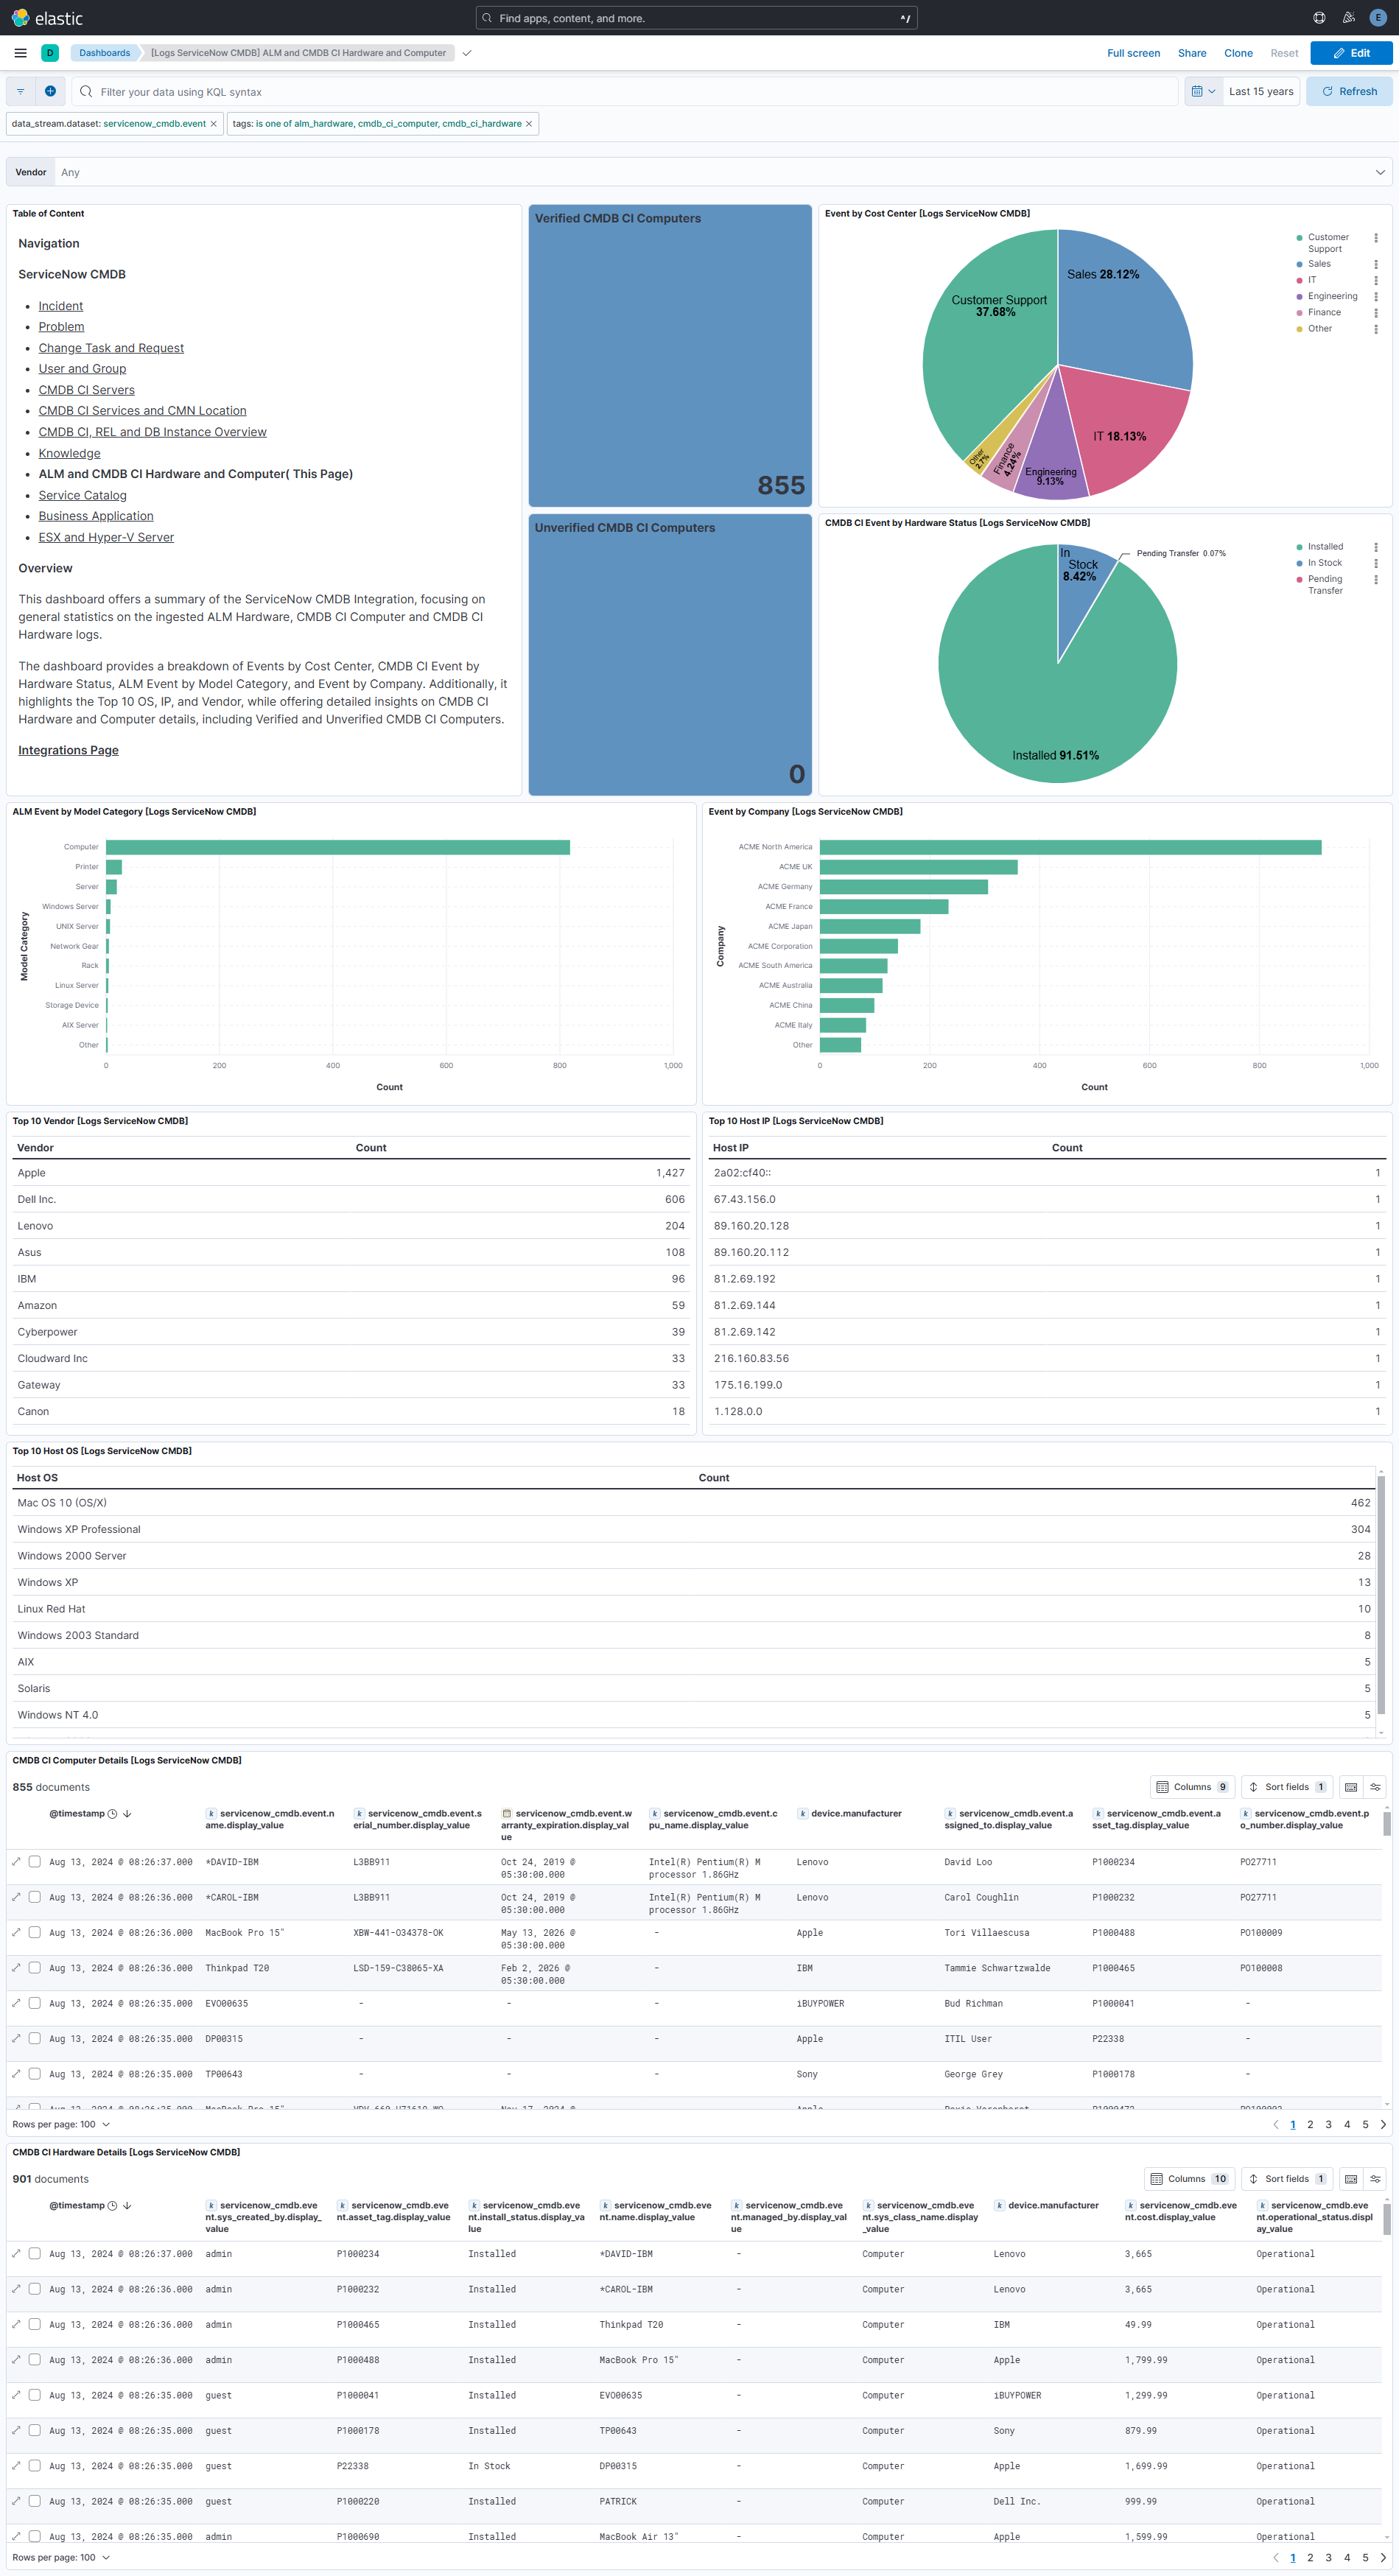 elastic
Find apps, content, and more.
^/
E
D
Dashboards
[Logs ServiceNow CMDB] ALM and CMDB CI Hardware and Computer
Full screen
Share
Clone
Reset
Edit
Filter your data using KQL syntax
Last 15 years
Refresh
data_stream.dataset: servicenow_cmdb.event ×
tags: is one of alm_hardware, cmdb_ci_computer, cmdb_ci_hardware ×
Vendor
Any
Table of Content
Navigation
ServiceNow CMDB
Incident
Problem
Change Task and Request
User and Group
CMDB CI Servers
CMDB CI Services and CMN Location
CMDB CI, REL and DB Instance Overview
Knowledge
ALM and CMDB CI Hardware and Computer( This Page)
Service Catalog
Business Application
ESX and Hyper-V Server
Overview
This dashboard offers a summary of the ServiceNow CMDB Integration, focusing on
general statistics on the ingested ALM Hardware, CMDB CI Computer and CMDB CI
Hardware logs.
The dashboard provides a breakdown of Events by Cost Center, CMDB CI Event by
Hardware Status, ALM Event by Model Category, and Event by Company. Additionally, it
highlights the Top 10 OS, IP, and Vendor, while offering detailed insights on CMDB CI
Hardware and Computer details, including Verified and Unverified CMDB CI Computers.
Integrations Page
Verified CMDB CI Computers
855
Unverified CMDB CI Computers
0
Event by Cost Center [Logs ServiceNow CMDB]
Sales 28.12%
Customer Support
37.68%
IT 18.13%
Engineering
9.13%
Finance
4.24%
Other
2.7%
Customer
Support
Sales
IT
Engineering
Finance
Other
CMDB CI Event by Hardware Status [Logs ServiceNow CMDB]
In
Stock
8.42%
Pending Transfer 0.07%
Installed 91.51%
Installed
In Stock
Pending
Transfer
ALM Event by Model Category [Logs ServiceNow CMDB]
Model Category
Computer
Printer
Server
Windows Server
UNIX Server
Network Gear
Rack
Linux Server
Storage Device
AIX Server
Other
0 200 400 600 800 1,000
Count
Event by Company [Logs ServiceNow CMDB]
Company
ACME North America
ACME UK
ACME Germany
ACME France
ACME Japan
ACME Corporation
ACME South America
ACME Australia
ACME China
ACME Italy
Other
0 200 400 600 800 1,000
Count
Top 10 Vendor [Logs ServiceNow CMDB]
Vendor Count
Apple 1,427
Dell Inc. 606
Lenovo 204
Asus 108
IBM 96
Amazon 59
Cyberpower 39
Cloudward Inc 33
Gateway 33
Canon 18
Top 10 Host IP [Logs ServiceNow CMDB]
Host IP Count
2a02:cf40:: 1
67.43.156.0 1
89.160.20.128 1
89.160.20.112 1
81.2.69.192 1
81.2.69.144 1
81.2.69.142 1
216.160.83.56 1
175.16.199.0 1
1.128.0.0 1
Top 10 Host OS [Logs ServiceNow CMDB]
Host OS Count
Mac OS 10 (OS/X) 462
Windows XP Professional 304
Windows 2000 Server 28
Windows XP 13
Linux Red Hat 10
Windows 2003 Standard 8
AIX 5
Solaris 5
Windows NT 4.0 5
CMDB CI Computer Details [Logs ServiceNow CMDB]
855 documents
Columns 9
Sort fields 1
@timestamp k servicenow_cmdb.event.n k servicenow_cmdb.event.s servicenow_cmdb.event.w k servicenow_cmdb.event.c k device.manufacturer k servicenow_cmdb.event.a k servicenow_cmdb.event.a k servicenow_cmdb.event.p
ame.display_value erial_number.display_value arranty_expiration.display_val pu_name.display_value ssigned_to.display_value sset_tag.display_value o_number.display_value
ue
Aug 13, 2024 @ 08:26:37.000 *DAVID-IBM L3BB911 Oct 24, 2019 @ Intel(R) Pentium(R) M Lenovo David Loo P1000234 PO27711
05:30:00.000 processor 1.86GHz
Aug 13, 2024 @ 08:26:36.000 *CAROL-IBM L3BB911 Oct 24, 2019 @ Intel(R) Pentium(R) M Lenovo Carol Coughlin P1000232 PO27711
05:30:00.000 processor 1.86GHz
Aug 13, 2024 @ 08:26:36.000 MacBook Pro 15" XBW-441-O34378-OK May 13, 2026 @ - Apple Tori Villaescusa P1000488 PO100009
05:30:00.000
Aug 13, 2024 @ 08:26:36.000 Thinkpad T20 LSD-159-C38065-XA Feb 2, 2026 @ - IBM Tammie Schwartzwalde P1000465 PO100008
05:30:00.000
Aug 13, 2024 @ 08:26:35.000 EVO00635 - - - iBUYPOWER Bud Richman P1000041 -
Aug 13, 2024 @ 08:26:35.000 DP00315 - - - Apple ITIL User P22338 -
Aug 13, 2024 @ 08:26:35.000 TP00643 - - - Sony George Grey P1000178 -
Rows per page: 100
1 2 3 4 5
CMDB CI Hardware Details [Logs ServiceNow CMDB]
901 documents
Columns 10
Sort fields 1
@timestamp k servicenow_cmdb.eve k servicenow_cmdb.eve k servicenow_cmdb.eve k servicenow_cmdb.eve k servicenow_cmdb.eve k servicenow_cmdb.eve k device.manufacturer k servicenow_cmdb.eve k servicenow_cmdb.eve
nt.sys_created_by.display_ nt.asset_tag.display_value nt.install_status.display_va nt.name.display_value nt.managed_by.display_val nt.sys_class_name.display nt.cost.display_value nt.operational_status.displ
value lue ue _value ay_value
Aug 13, 2024 @ 08:26:37.000 admin P1000234 Installed *DAVID-IBM - Computer Lenovo 3,665 Operational
Aug 13, 2024 @ 08:26:36.000 admin P1000232 Installed *CAROL-IBM - Computer Lenovo 3,665 Operational
Aug 13, 2024 @ 08:26:36.000 admin P1000465 Installed Thinkpad T20 - Computer IBM 49.99 Operational
Aug 13, 2024 @ 08:26:36.000 admin P1000488 Installed MacBook Pro 15" - Computer Apple 1,799.99 Operational
Aug 13, 2024 @ 08:26:35.000 guest P1000041 Installed EVO00635 - Computer iBUYPOWER 1,299.99 Operational
Aug 13, 2024 @ 08:26:35.000 guest P1000178 Installed TP00643 - Computer Sony 879.99 Operational
Aug 13, 2024 @ 08:26:35.000 guest P22338 In Stock DP00315 - Computer Apple 1,699.99 Operational
Aug 13, 2024 @ 08:26:35.000 guest P1000220 Installed PATRICK - Computer Dell Inc. 999.99 Operational
Aug 13, 2024 @ 08:26:35.000 admin P1000690 Installed MacBook Air 13" - Computer Apple 1,599.99 Operational
Rows per page: 100
1 2 3 4 5